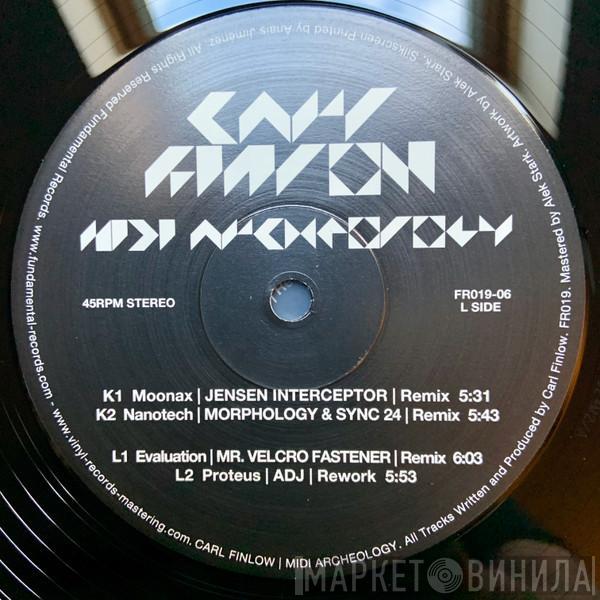 CARL
FINLOW
MIDI ARCHEOLOGY
45RPM STEREO
FR019-06
L SIDE
K1 Moonax | JENSEN INTERCEPTOR | Remix 5:31
K2 Nanotech | MORPHOLOGY & SYNC 24 | Remix 5:43
L1 Evaluation | MR. VELCRO FASTENER | Remix 6:03
L2 Proteus | ADJ | Rework 5:53
CARL FINLOW | MIDI ARCHEOLOGY. All Tracks Written and Produced by Carl Finlow. FR019. Mastered by Alek Stark. Artwork by Alek Stark. Silkscreen Printed by Anaïs Jimenez. All Rights Reserved Fundamental Records. www.fundamental-records.com - www.vinyl-records-mastering.com.
МАРКЕТ ВИНИЛА